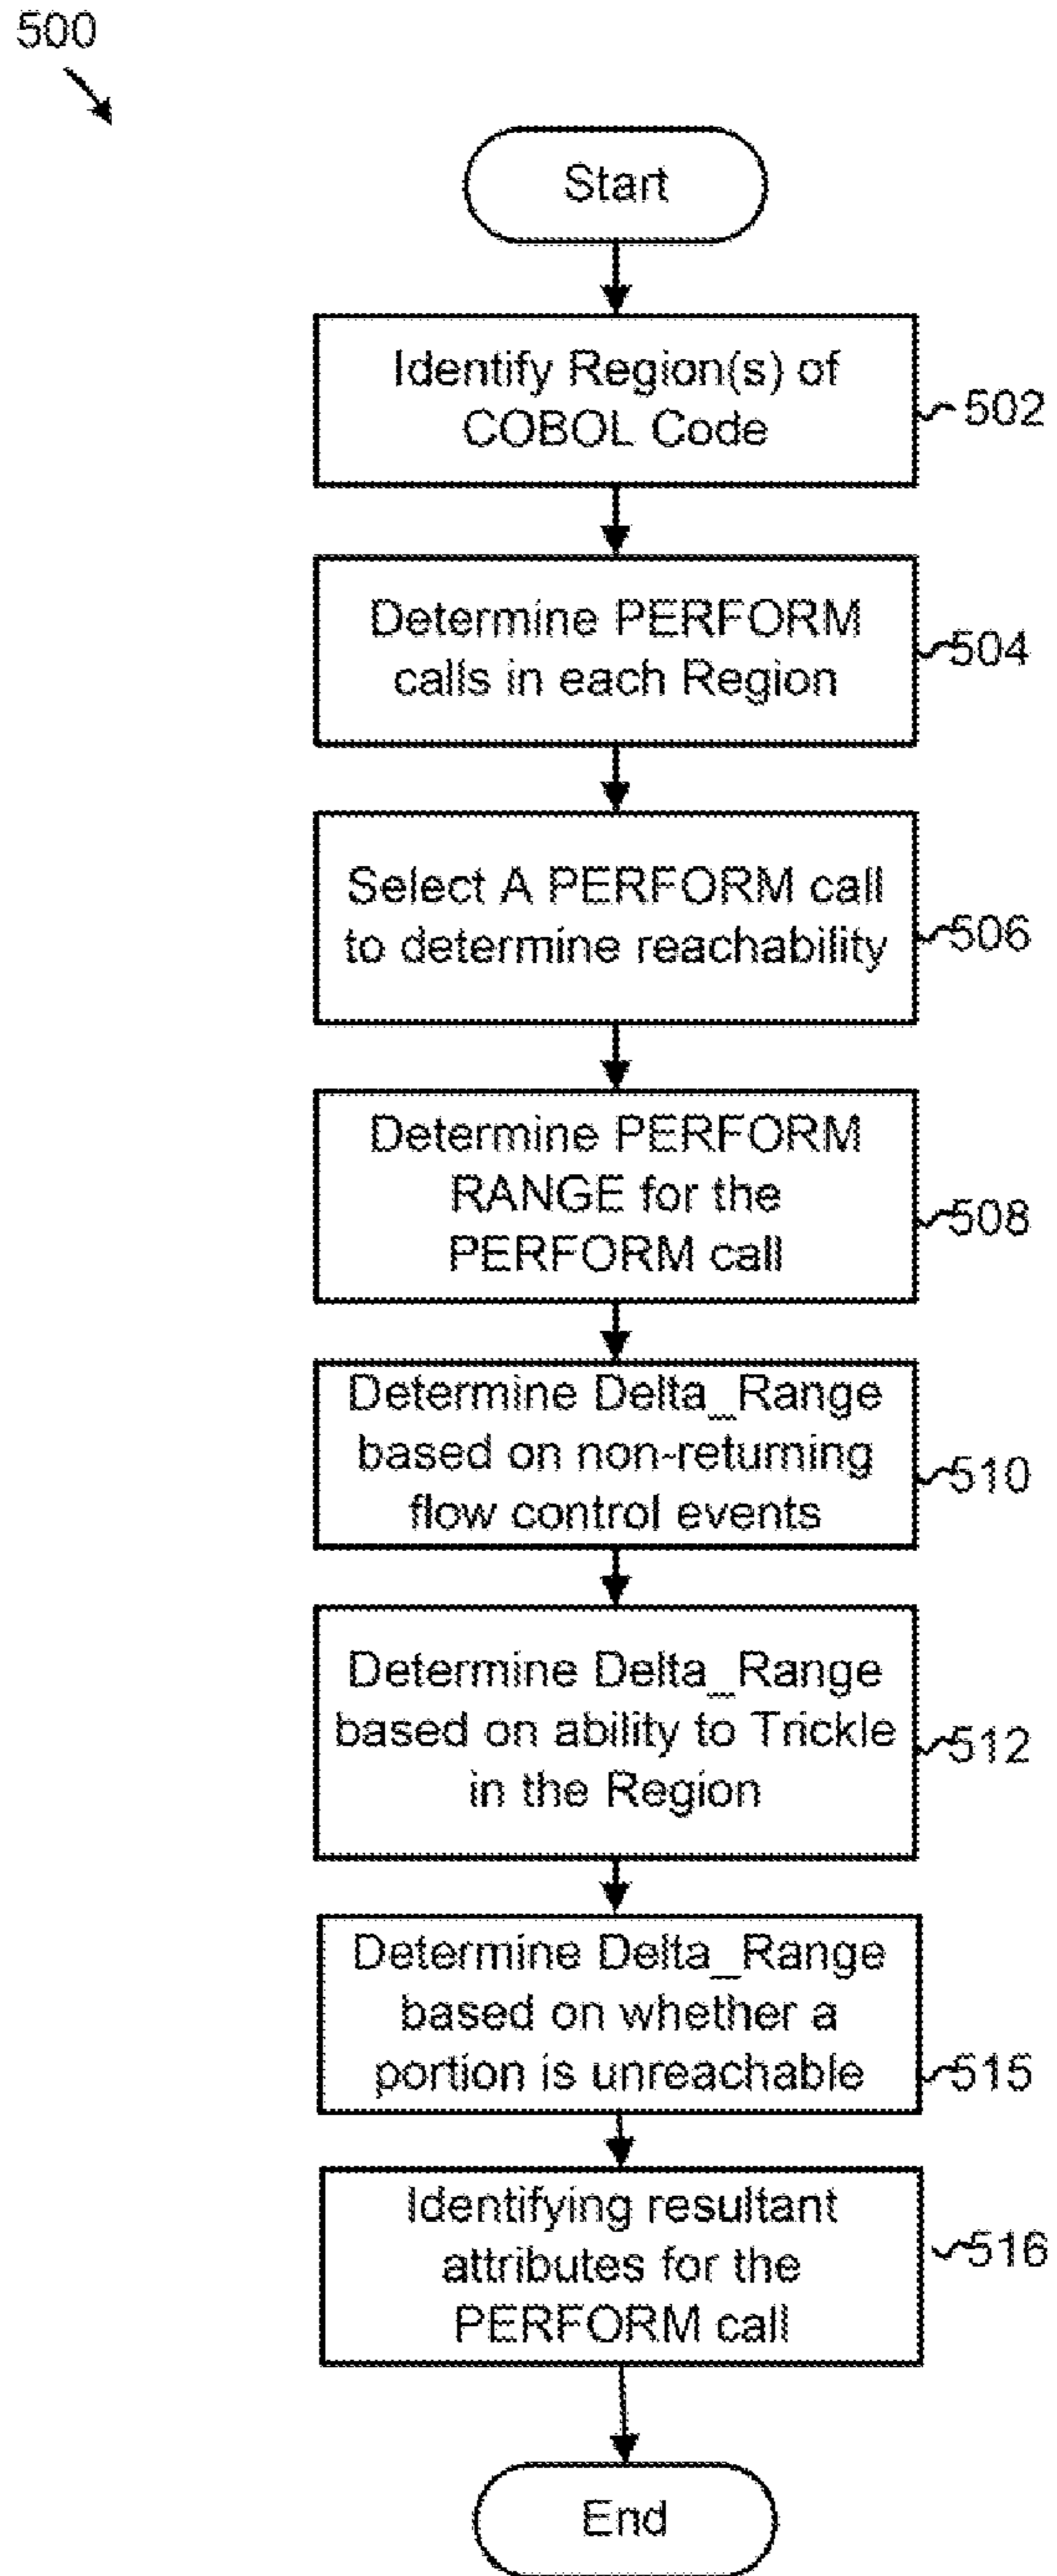 500
Start
Identify Region(s) of
COBOL Code
502
Determine PERFORM
calls in each Region
504
Select A PERFORM call
to determine reachability
506
Determine PERFORM
RANGE for the
PERFORM call
508
Determine Delta_Range
based on non-returning
flow control events
510
Determine Delta_Range
based on ability to Trickle
in the Region
512
Determine Delta_Range
based on whether a
portion is unreachable
515
Identifying resultant
attributes for the
PERFORM call
516
End